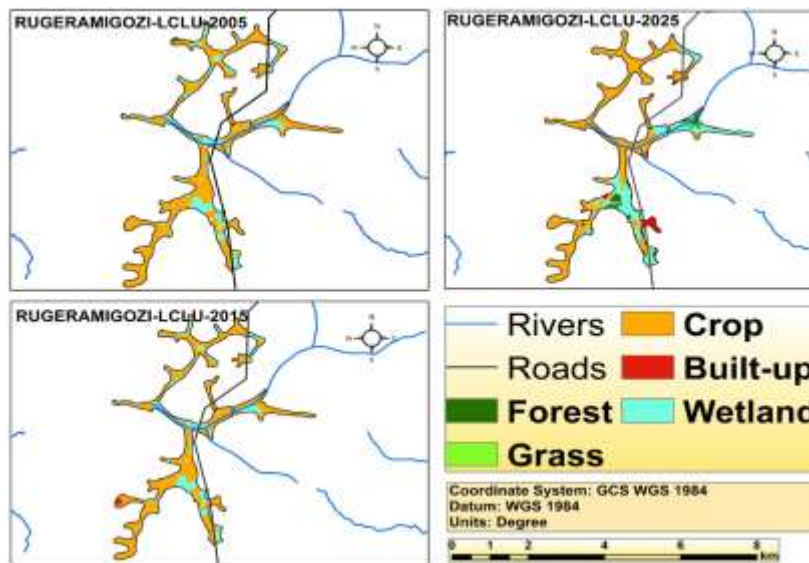 RUGERAMIGOZI-LCLU-2005
RUGERAMIGOZI-LCLU-2025
RUGERAMIGOZI-LCLU-2015
Rivers
Crop
Roads
Built-up
Forest
Wetland
Grass
Coordinate System: GCS WGS 1984
Datum: WGS 1984
Units: Degree
0 1 2 4 6 8
km